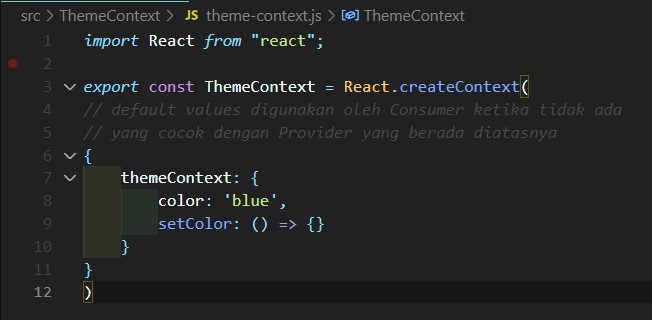 src > ThemeContext > JS theme-context.js > ThemeContext
1 import React from "react";
2
3 export const ThemeContext = React.createContext(
4 // default values digunakan oleh Consumer ketika tidak ada
5 // yang cocok dengan Provider yang berada diatasnya
6 {
7 themeContext: {
8 color: 'blue',
9 setColor: () => {}
10 }
11 }
12 )